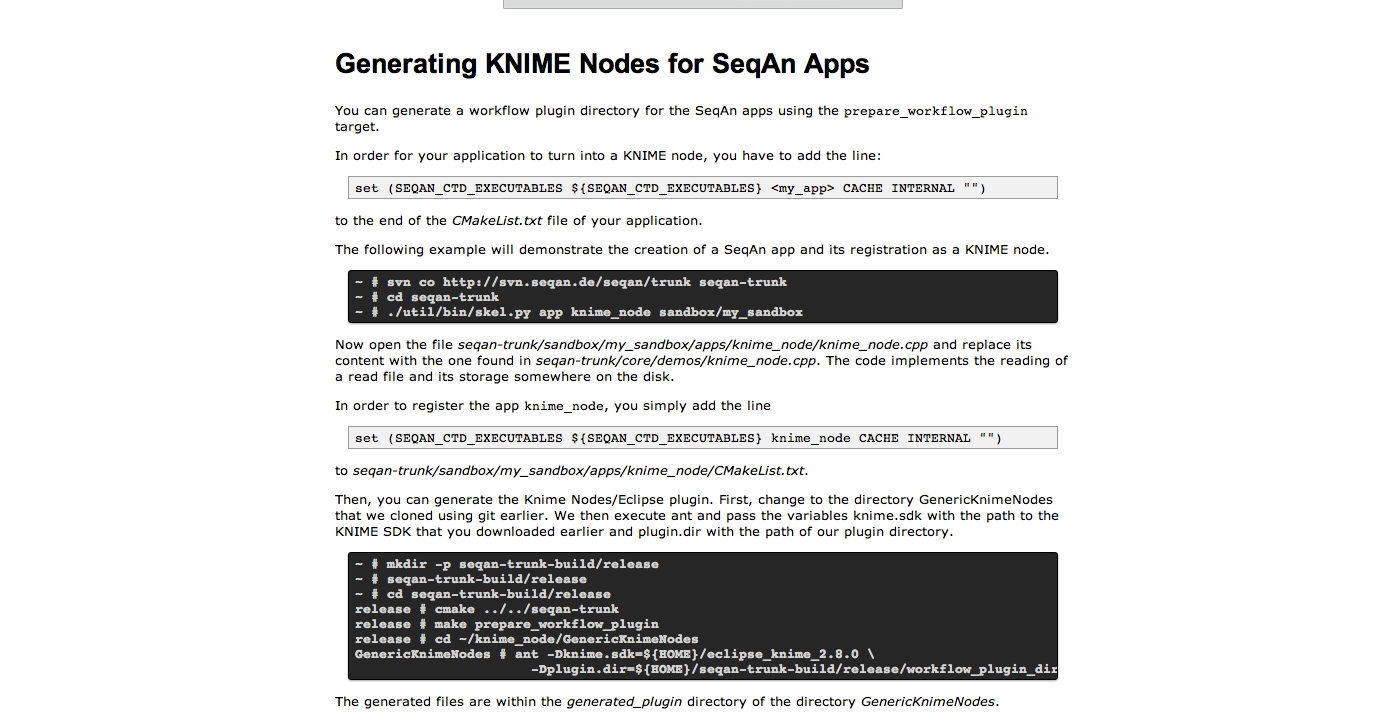 Generating KNIME Nodes for SeqAn Apps
You can generate a workflow plugin directory for the SeqAn apps using the prepare_workflow_plugin
target.
In order for your application to turn into a KNIME node, you have to add the line:
set (SEQAN_CTD_EXECUTABLES ${SEQAN_CTD_EXECUTABLES} <my_app> CACHE INTERNAL "")
to the end of the CMakeList.txt file of your application.
The following example will demonstrate the creation of a SeqAn app and its registration as a KNIME node.
~ # svn co http://svn.seqan.de/seqan/trunk seqan-trunk
~ # cd seqan-trunk
~ # ./util/bin/skel.py app knime_node sandbox/my_sandbox
Now open the file seqan-trunk/sandbox/my_sandbox/apps/knime_node/knime_node.cpp and replace its
content with the one found in seqan-trunk/core/demos/knime_node.cpp. The code implements the reading of
a read file and its storage somewhere on the disk.
In order to register the app knime_node, you simply add the line
set (SEQAN_CTD_EXECUTABLES ${SEQAN_CTD_EXECUTABLES} knime_node CACHE INTERNAL "")
to seqan-trunk/sandbox/my_sandbox/apps/knime_node/CMakeList.txt.
Then, you can generate the Knime Nodes/Eclipse plugin. First, change to the directory GenericKnimeNodes
that we cloned using git earlier. We then execute ant and pass the variables knime.sdk with the path to the
KNIME SDK that you downloaded earlier and plugin.dir with the path of our plugin directory.
~ # mkdir -p seqan-trunk-build/release
~ # seqan-trunk-build/release
~ # cd seqan-trunk-build/release
release # cmake ../../seqan-trunk
release # make prepare_workflow_plugin
release # cd ~/knime_node/GenericKnimeNodes
GenericKnimeNodes # ant -Dknime.sdk=${HOME}/eclipse_knime_2.8.0 \
-Dplugin.dir=${HOME}/seqan-trunk-build/release/workflow_plugin_dir
The generated files are within the generated_plugin directory of the directory GenericKnimeNodes.